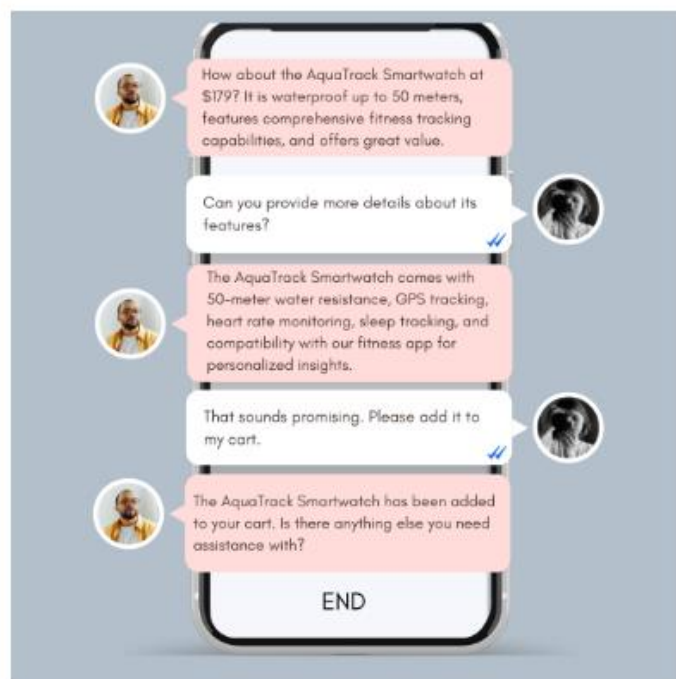 How about the AquaTrack Smartwatch at
$179? It is waterproof up to 50 meters,
features comprehensive fitness tracking
capabilities, and offers great value.
Can you provide more details about its
features?
The AquaTrack Smartwatch comes with
50-meter water resistance, GPS tracking,
heart rate monitoring, sleep tracking, and
compatibility with our fitness app for
personalized insights.
That sounds promising. Please add it to
my cart.
The AquaTrack Smartwatch has been added
to your cart. Is there anything else you need
assistance with?
END